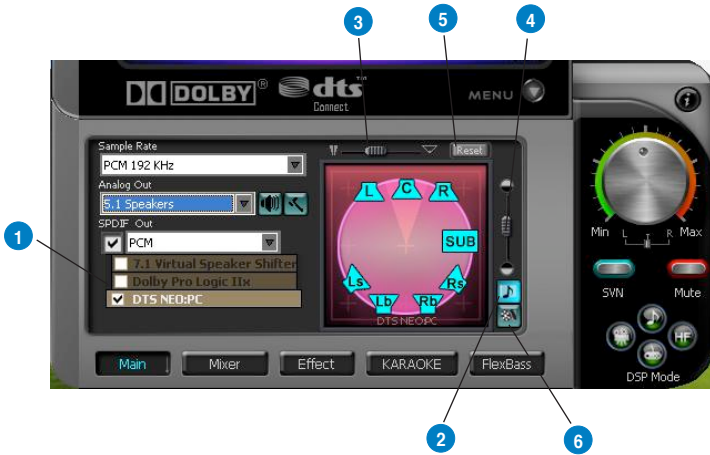 3
5
4
DOLBY®
dts™
Connect
MENU
i
Sample Rate
PCM 192 KHz
Reset
Analog Out
5.1 Speakers
L
C
R
Min
L
R
Max
1
SPDIF Out
PCM
SUB
7.1 Virtual Speaker Shifter
Dolby Pro Logic IIx
DTS NEO:PC
Ls
Rs
Lb
Rb
DTS NEO:PC
SVN
Mute
HF
DSP Mode
Main
Mixer
Effect
KARAOKE
FlexBass
2
6